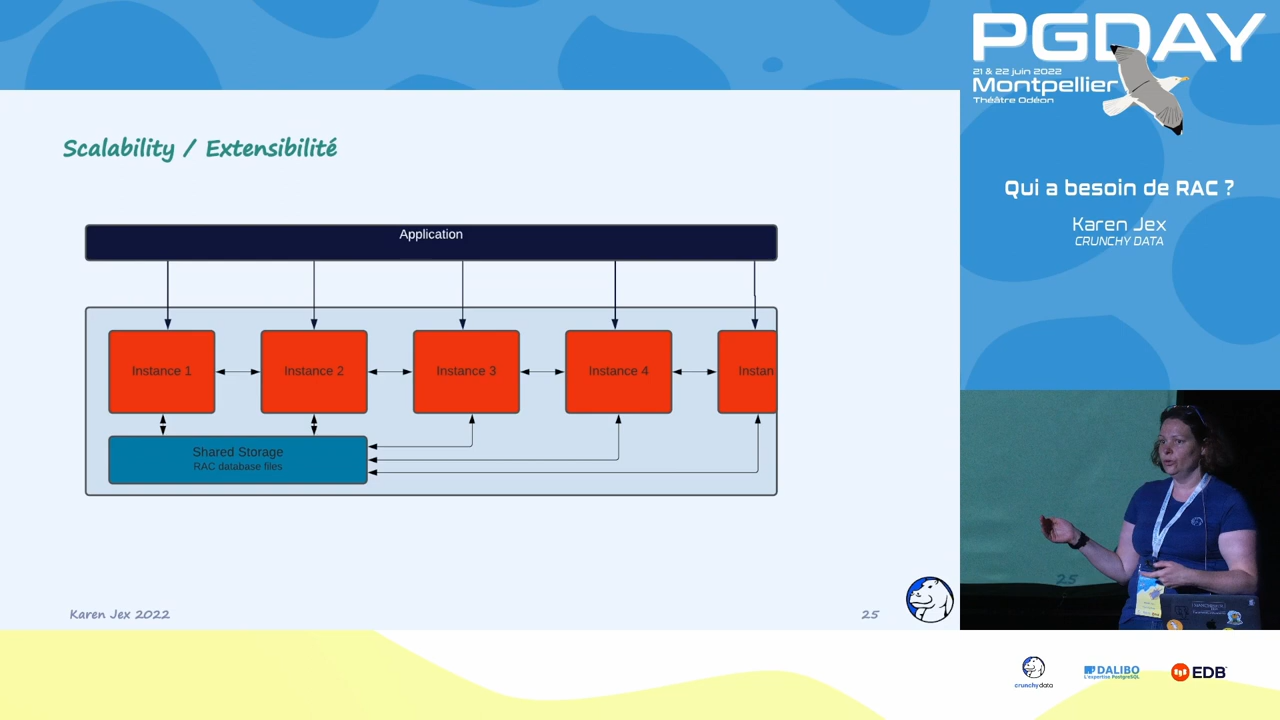 Scalability / Extensibilité
Application
Instance 1
Instance 2
Instance 3
Instance 4
Instan
Shared Storage
RAC database files
Karen Jex 2022
25
PGDAY
21 & 22 juin 2022
Montpellier
Théâtre Odéon
Qui a besoin de RAC ?
Karen Jex
CRUNCHY DATA
25
crunchydata
DALIBO
L'expertise PostgreSQL
EDB